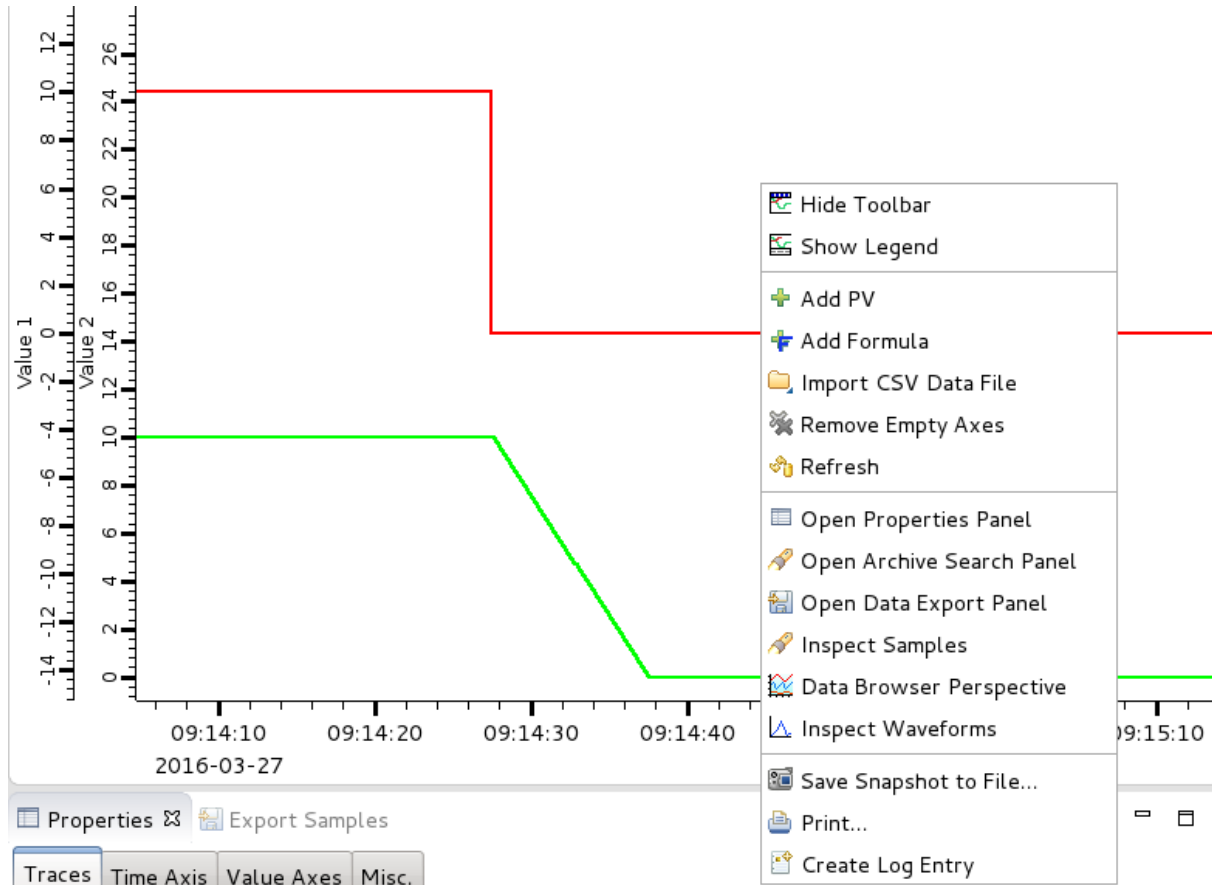 12
10
8
6
4
2
0
-2
-4
-6
-8
-10
-12
-14
Value 1
26
24
22
20
18
16
14
12
10
8
6
4
2
0
Value 2
09:14:10 09:14:20 09:14:30 09:14:40 09:15:10
2016-03-27
Hide Toolbar
Show Legend
Add PV
Add Formula
Import CSV Data File
Remove Empty Axes
Refresh
Open Properties Panel
Open Archive Search Panel
Open Data Export Panel
Inspect Samples
Data Browser Perspective
Inspect Waveforms
Save Snapshot to File...
Print...
Create Log Entry
Properties Export Samples
Traces Time Axis Value Axes Misc.